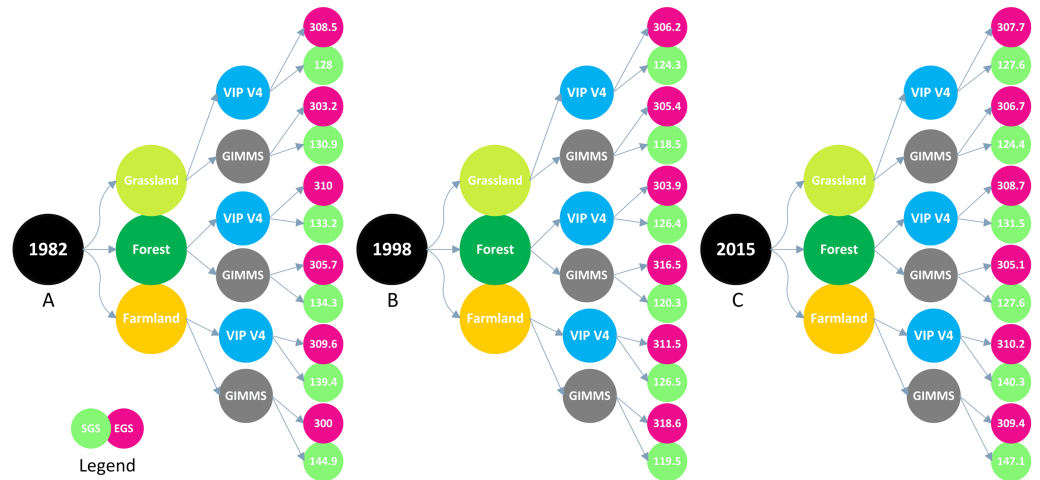 1982
A
Grassland
Forest
Farmland
VIP V4
GIMMS
VIP V4
GIMMS
VIP V4
GIMMS
308.5
128
303.2
130.9
310
133.2
305.7
134.3
309.6
139.4
300
144.9
1998
B
Grassland
Forest
Farmland
VIP V4
GIMMS
VIP V4
GIMMS
VIP V4
GIMMS
306.2
124.3
305.4
118.5
303.9
126.4
316.5
120.3
311.5
126.5
318.6
119.5
2015
C
Grassland
Forest
Farmland
VIP V4
GIMMS
VIP V4
GIMMS
VIP V4
GIMMS
307.7
127.6
306.7
124.4
308.7
131.5
305.1
127.6
310.2
140.3
309.4
147.1
SGS EGS
Legend